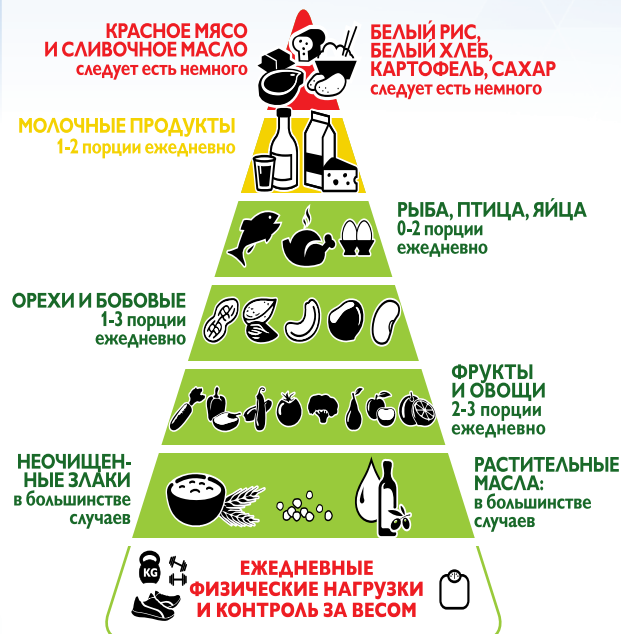 КРАСНОЕ МЯСО
И СЛИВОЧНОЕ МАСЛО
следует есть немного
БЕЛЫЙ РИС,
БЕЛЫЙ ХЛЕБ,
КАРТОФЕЛЬ, САХАР
следует есть немного
МОЛОЧНЫЕ ПРОДУКТЫ
1-2 порции ежедневно
РЫБА, ПТИЦА, ЯЙЦА
0-2 порции
ежедневно
ОРЕХИ И БОБОВЫЕ
1-3 порции
ежедневно
ФРУКТЫ
И ОВОЩИ
2-3 порции
ежедневно
НЕОЧИЩЕН-
НЫЕ ЗЛАКИ
в большинстве
случаев
РАСТИТЕЛЬНЫЕ
МАСЛА:
в большинстве
случаев
KG
ЕЖЕДНЕВНЫЕ
ФИЗИЧЕСКИЕ НАГРУЗКИ
И КОНТРОЛЬ ЗА ВЕСОМ